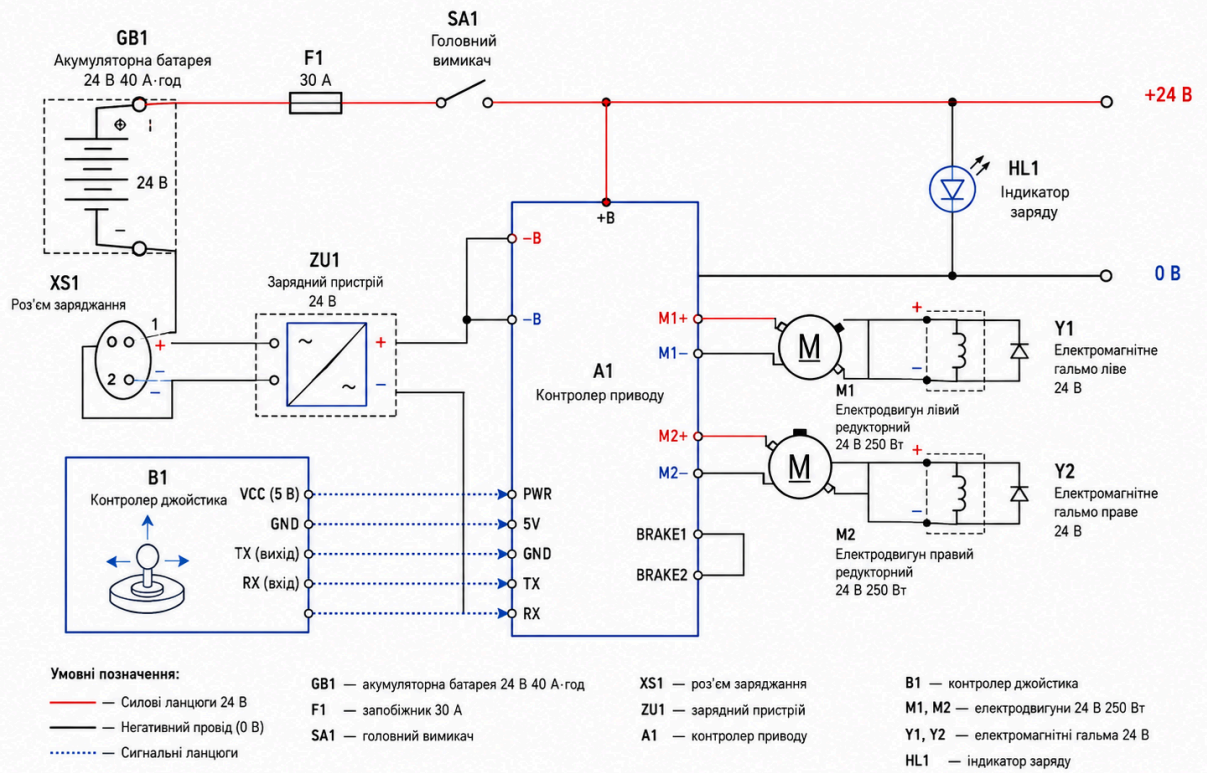 GB1
Акумуляторна батарея
24 В 40 А·год
F1
30 А
SA1
Головний
вимикач
+24 В
24 В
–
HL1
Індикатор
заряду
0 В
+B
–B
–B
XS1
Роз'єм заряджання
1
+
–
2
–
ZU1
Зарядний пристрій
24 В
~
~
+
–
A1
Контролер приводу
M1+
M1–
M2+
M2–
BRAKE1
BRAKE2
M
M1
Електродвигун лівий
редукторний
24 В 250 Вт
+
–
Y1
Електромагнітне
гальмо ліве
24 В
M
M2
Електродвигун правий
редукторний
24 В 250 Вт
+
–
Y2
Електромагнітне
гальмо праве
24 В
B1
Контролер джойстика
VCC (5 В)
GND
TX (вихід)
RX (вхід)
PWR
5V
GND
TX
RX
Умовні позначення:
— Силові ланцюги 24 В
— Негативний провід (0 В)
— Сигнальні ланцюги
GB1 — акумуляторна батарея 24 В 40 А·год
F1 — запобіжник 30 А
SA1 — головний вимикач
XS1 — роз'єм заряджання
ZU1 — зарядний пристрій
A1 — контролер приводу
B1 — контролер джойстика
M1, M2 — електродвигуни 24 В 250 Вт
Y1, Y2 — електромагнітні гальма 24 В
HL1 — індикатор заряду